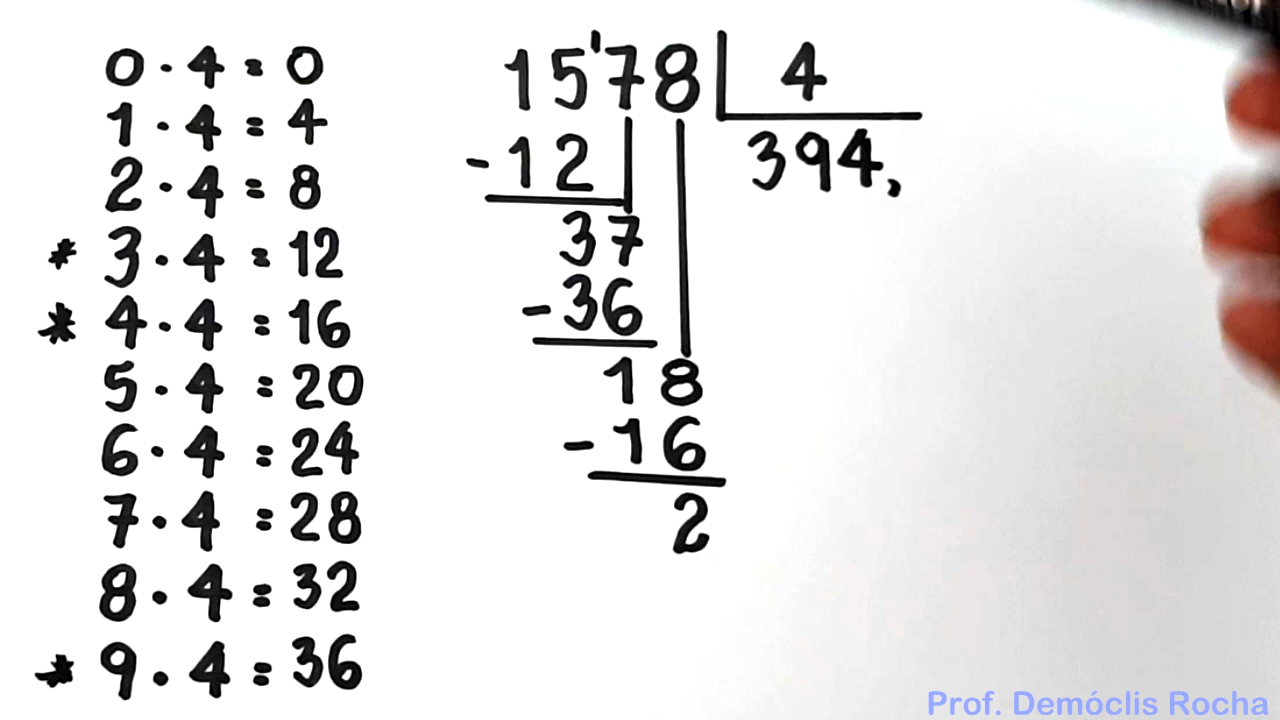 0 · 4 = 0
1 · 4 = 4
2 · 4 = 8
* 3 · 4 = 12
* 4 · 4 = 16
5 · 4 = 20
6 · 4 = 24
7 · 4 = 28
8 · 4 = 32
* 9 · 4 = 36
15'78 4
-12 394,
37
-36
18
-16
2
Prof. Demóclis Rocha